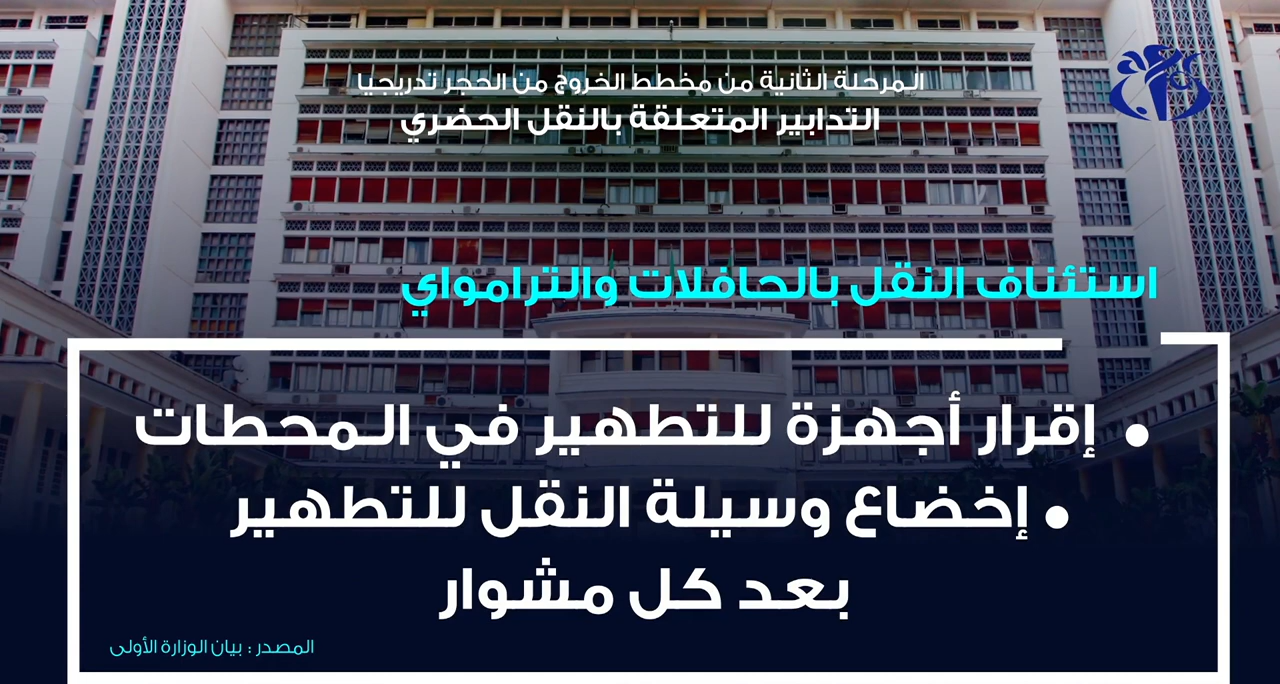 المرحلة الثانية من مخطط الخروج من الحجر تدريجيا
التدابير المتعلقة بالنقل الحضري
استئناف النقل بالحافلات والترامواي
• إقرار أجهزة للتطهير في المحطات
• إخضاع وسيلة النقل للتطهير
بعد كل مشوار
المصدر : بيان الوزارة الأولى